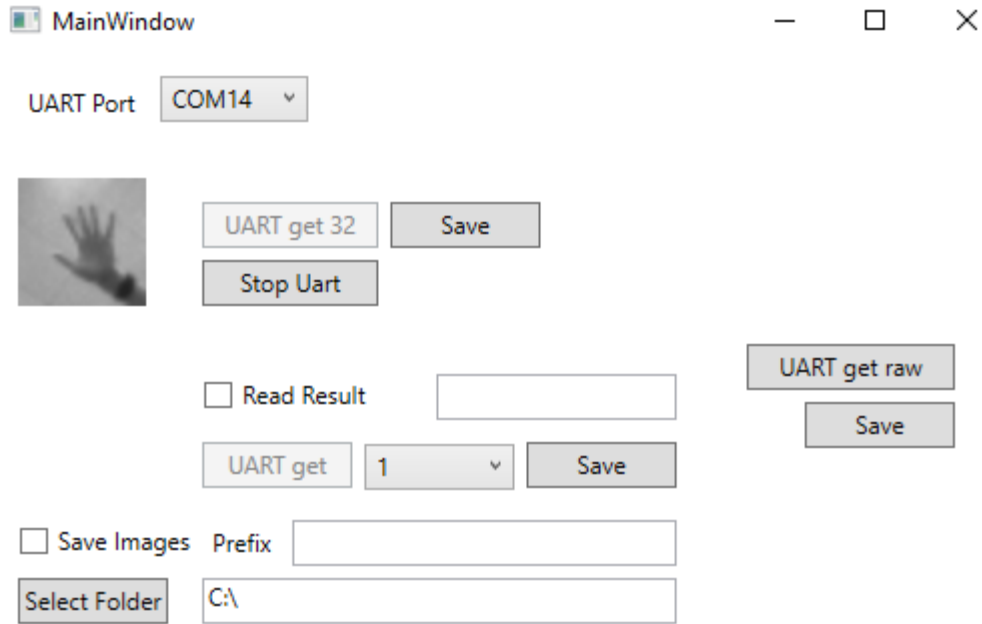 MainWindow
UART Port COM14
UART get 32 Save
Stop Uart
UART get raw
Read Result
Save
UART get 1 Save
Save Images Prefix
Select Folder C:\